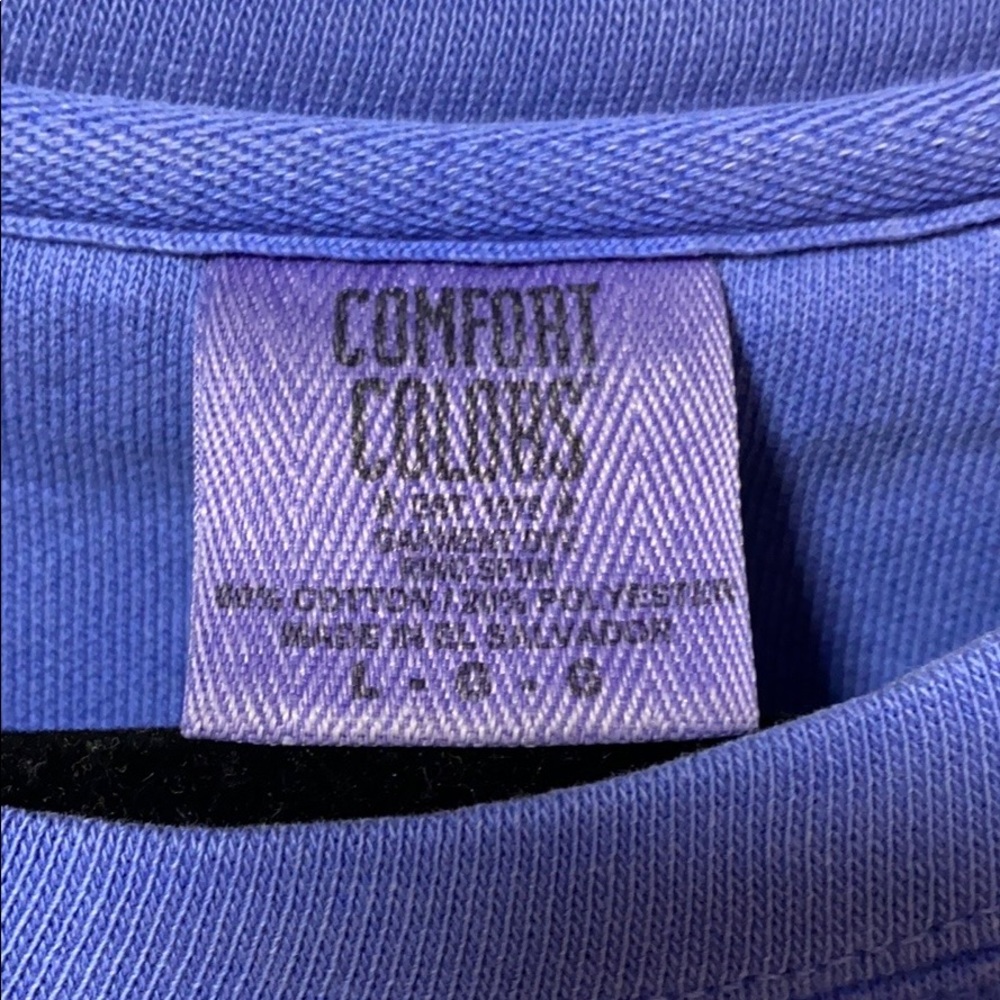 COMFORT
COLORS
EST. 1975
GARMENT DYE
RING SPUN
80% COTTON / 20% POLYESTER
MADE IN EL SALVADOR
L - G - G